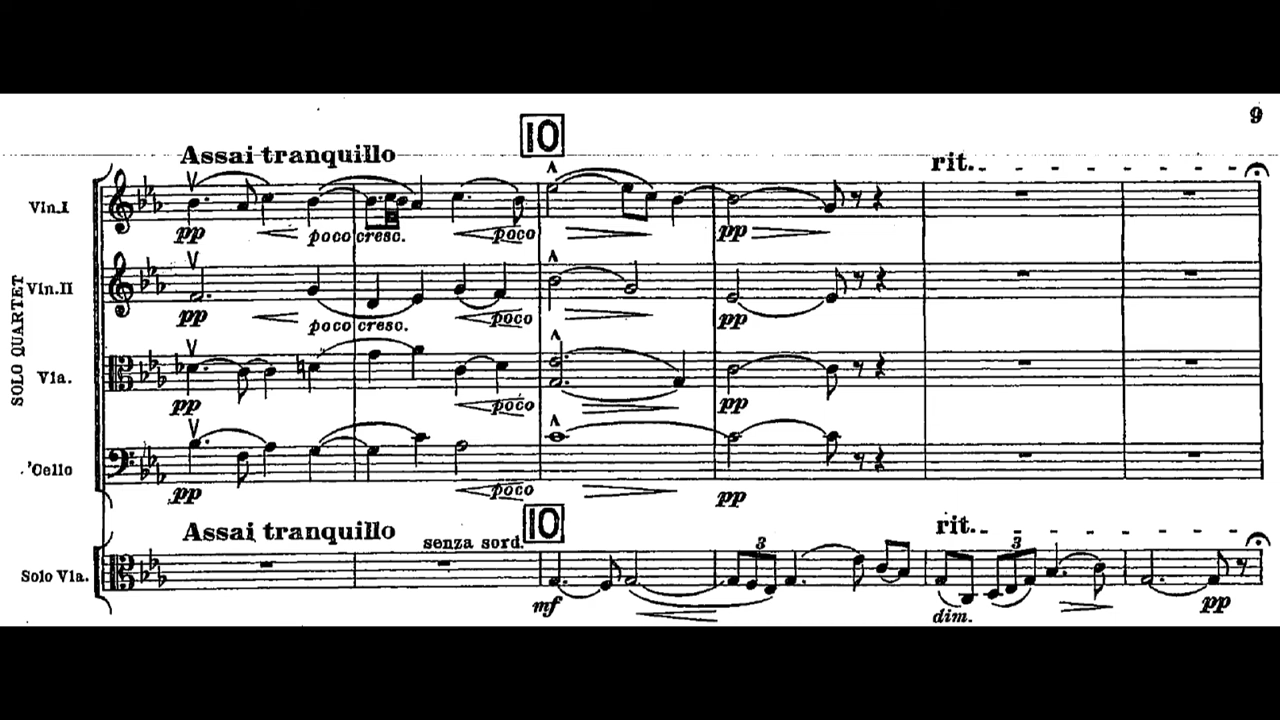 9
10
Assai tranquillo
rit.
Vln.I
pp
poco cresc.
poco
pp
3
SOLO QUARTET
Vln.II
pp
poco cresc.
poco
pp
Vla.
pp
poco
pp
'Cello
pp
poco
pp
10
Assai tranquillo
senza sord.
rit.
Solo Vla.
3
3
mf
dim.
pp